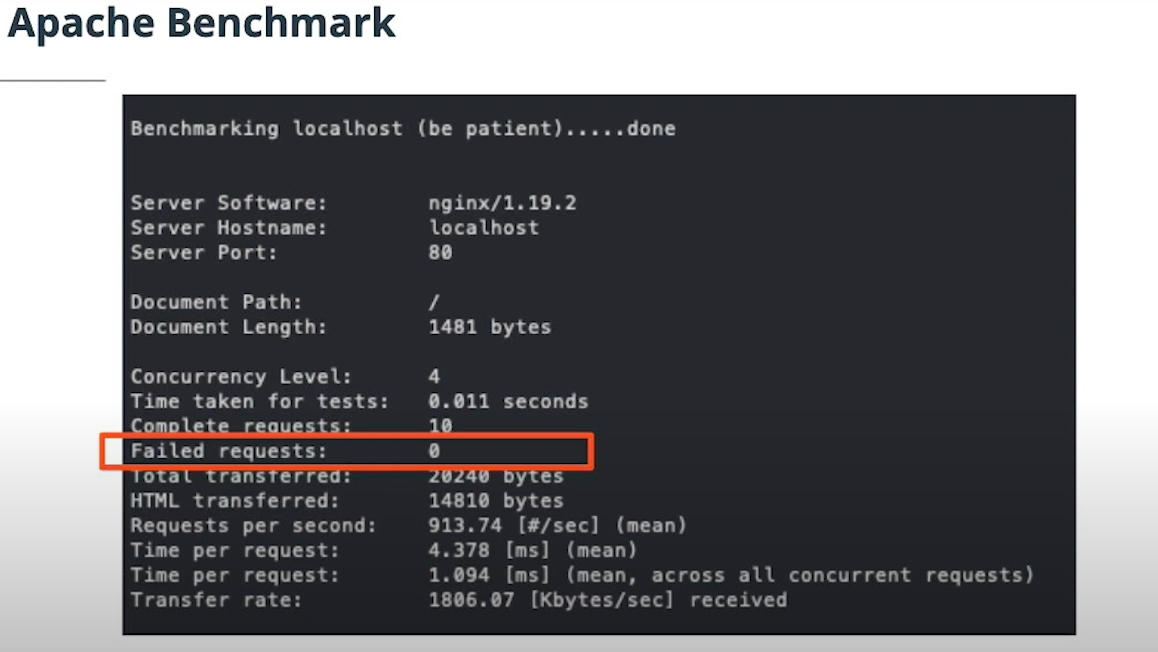 Apache Benchmark
Benchmarking localhost (be patient).....done
Server Software: nginx/1.19.2
Server Hostname: localhost
Server Port: 80
Document Path: /
Document Length: 1481 bytes
Concurrency Level: 4
Time taken for tests: 0.011 seconds
Complete requests: 10
Failed requests: 0
Total transferred: 20240 bytes
HTML transferred: 14810 bytes
Requests per second: 913.74 [#/sec] (mean)
Time per request: 4.378 [ms] (mean)
Time per request: 1.094 [ms] (mean, across all concurrent requests)
Transfer rate: 1806.07 [Kbytes/sec] received